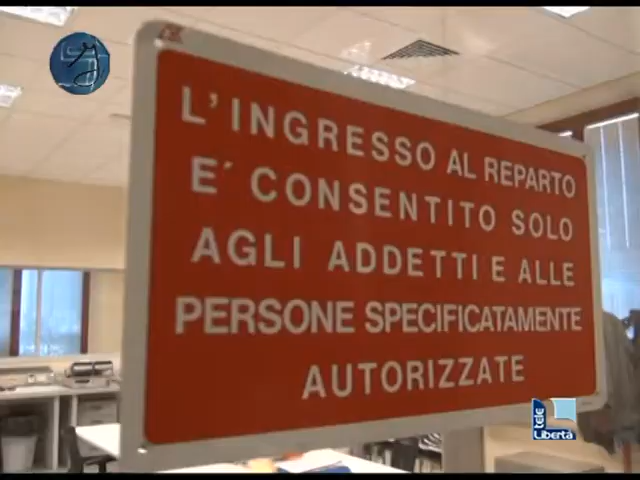 L'INGRESSO AL REPARTO
E´ CONSENTITO SOLO
AGLI ADDETTI E ALLE
PERSONE SPECIFICATAMENTE
AUTORIZZATE
tele
Libertà